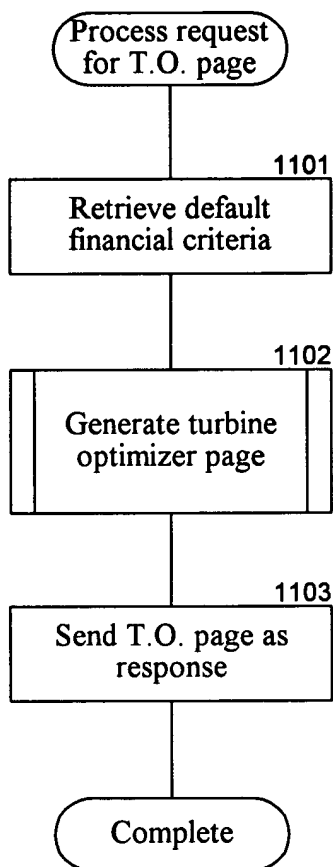 Process request
for T.O. page
1101
Retrieve default
financial criteria
1102
Generate turbine
optimizer page
1103
Send T.O. page as
response
Complete